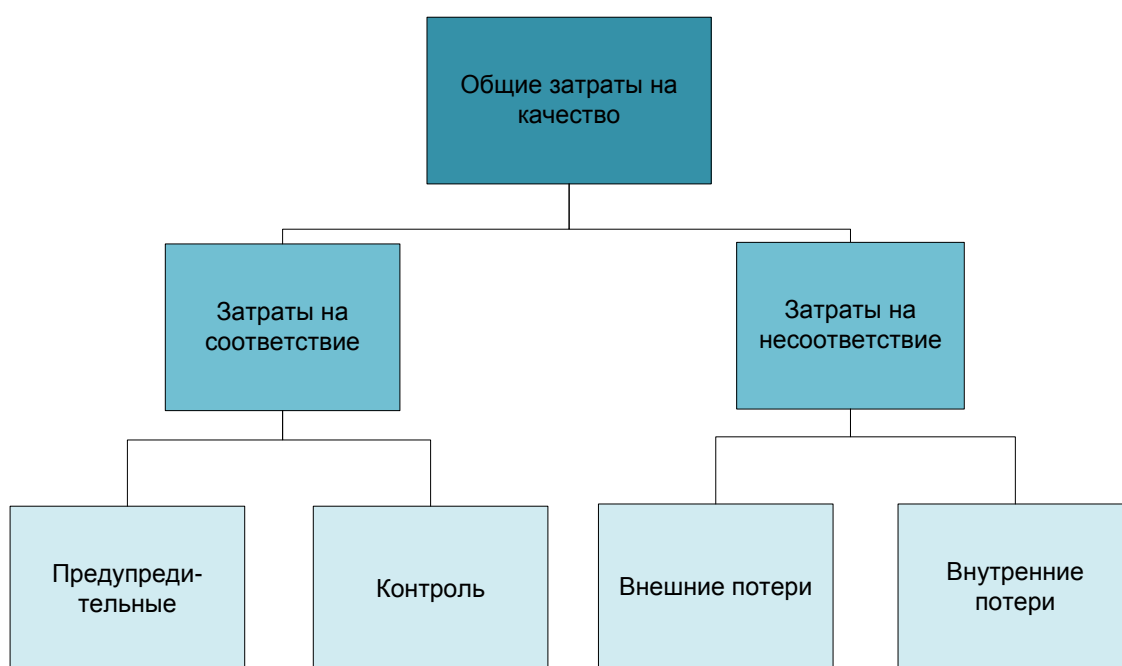 Общие затраты на
качество
Затраты на
соответствие
Затраты на
несоответствие
Предупреди-
тельные
Контроль
Внешние потери
Внутренние
потери